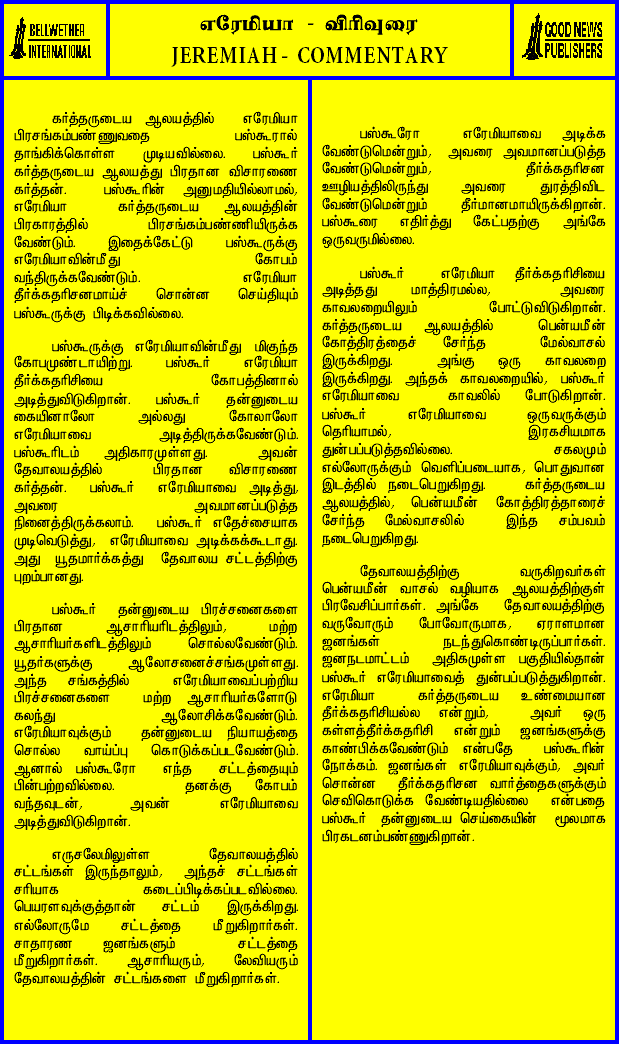 BELLWETHER
INTERNATIONAL
எரேமியா - விரிவுரை
JEREMIAH - COMMENTARY
GOOD NEWS
PUBLISHERS
கர்த்தருடைய ஆலயத்தில் எரேமியா
பிரசங்கம்பண்ணுவதை பஸ்கூரால்
தாங்கிக்கொள்ள முடியவில்லை. பஸ்கூர்
கர்த்தருடைய ஆலயத்து பிரதான விசாரணை
கர்த்தன். பஸ்கூரின் அனுமதியில்லாமல்,
எரேமியா கர்த்தருடைய ஆலயத்தின்
பிரகாரத்தில் பிரசங்கம்பண்ணியிருக்க
வேண்டும். இதைக்கேட்டு பஸ்கூருக்கு
எரேமியாவின்மீது கோபம்
வந்திருக்கவேண்டும். எரேமியா
தீர்க்கதரிசனமாய்ச் சொன்ன செய்தியும்
பஸ்கூருக்கு பிடிக்கவில்லை.
பஸ்கூருக்கு எரேமியாவின்மீது மிகுந்த
கோபமுண்டாயிற்று. பஸ்கூர் எரேமியா
தீர்க்கதரிசியை கோபத்தினால்
அடித்துவிடுகிறான். பஸ்கூர் தன்னுடைய
கையினாலோ அல்லது கோலாலோ
எரேமியாவை அடித்திருக்கவேண்டும்.
பஸ்கூரிடம் அதிகாரமுள்ளது. அவன்
தேவாலயத்தில் பிரதான விசாரணை
கர்த்தன். பஸ்கூர் எரேமியாவை அடித்து,
அவரை அவமானப்படுத்த
நினைத்திருக்கலாம். பஸ்கூர் எதேச்சையாக
முடிவெடுத்து, எரேமியாவை அடிக்கக்கூடாது.
அது யூதமார்க்கத்து தேவாலய சட்டத்திற்கு
புறம்பானது.
பஸ்கூர் தன்னுடைய பிரச்சனைகளை
பிரதான ஆசாரியரிடத்திலும், மற்ற
ஆசாரியர்களிடத்திலும் சொல்லவேண்டும்.
யூதர்களுக்கு ஆலோசனைச்சங்கமுள்ளது.
அந்த சங்கத்தில் எரேமியாவைப்பற்றிய
பிரச்சனைகளை மற்ற ஆசாரியர்களோடு
கலந்து ஆலோசிக்கவேண்டும்.
எரேமியாவுக்கும் தன்னுடைய நியாயத்தை
சொல்ல வாய்ப்பு கொடுக்கப்படவேண்டும்.
ஆனால் பஸ்கூரோ எந்த சட்டத்தையும்
பின்பற்றவில்லை. தனக்கு கோபம்
வந்தவுடன், அவன் எரேமியாவை
அடித்துவிடுகிறான்.
எருசலேமிலுள்ள தேவாலயத்தில்
சட்டங்கள் இருந்தாலும், அந்தச் சட்டங்கள்
சரியாக கடைப்பிடிக்கப்படவில்லை.
பெயரளவுக்குத்தான் சட்டம் இருக்கிறது.
எல்லோருமே சட்டத்தை மீறுகிறார்கள்.
சாதாரண ஜனங்களும் சட்டத்தை
மீறுகிறார்கள். ஆசாரியரும், லேவியரும்
தேவாலயத்தின் சட்டங்களை மீறுகிறார்கள்.
பஸ்கூரோ எரேமியாவை அடிக்க
வேண்டுமென்றும், அவரை அவமானப்படுத்த
வேண்டுமென்றும், தீர்க்கதரிசன
ஊழியத்திலிருந்து அவரை துரத்திவிட
வேண்டுமென்றும் தீர்மானமாயிருக்கிறான்.
பஸ்கூரை எதிர்த்து கேட்பதற்கு அங்கே
ஒருவருமில்லை.
பஸ்கூர் எரேமியா தீர்க்கதரிசியை
அடித்தது மாத்திரமல்ல, அவரை
காவலறையிலும் போட்டுவிடுகிறான்.
கர்த்தருடைய ஆலயத்தில் பென்யமீன்
கோத்திரத்தைச் சேர்ந்த மேல்வாசல்
இருக்கிறது. அங்கு ஒரு காவலறை
இருக்கிறது. அந்தக் காவலறையில், பஸ்கூர்
எரேமியாவை காவலில் போடுகிறான்.
பஸ்கூர் எரேமியாவை ஒருவருக்கும்
தெரியாமல், இரகசியமாக
துன்பப்படுத்தவில்லை. சகலமும்
எல்லோருக்கும் வெளிப்படையாக, பொதுவான
இடத்தில் நடைபெறுகிறது. கர்த்தருடைய
ஆலயத்தில், பென்யமீன் கோத்திரத்தாரைச்
சேர்ந்த மேல்வாசலில் இந்த சம்பவம்
நடைபெறுகிறது.
தேவாலயத்திற்கு வருகிறவர்கள்
பென்யமீன் வாசல் வழியாக ஆலயத்திற்குள்
பிரவேசிப்பார்கள். அங்கே தேவாலயத்திற்கு
வருவோரும் போவோருமாக, ஏராளமான
ஜனங்கள் நடந்துகொண்டிருப்பார்கள்.
ஜனநடமாட்டம் அதிகமுள்ள பகுதியில்தான்
பஸ்கூர் எரேமியாவைத் துன்பப்படுத்துகிறான்.
எரேமியா கர்த்தருடைய உண்மையான
தீர்க்கதரிசியல்ல என்றும், அவர் ஒரு
கள்ளத்தீர்க்கதரிசி என்றும் ஜனங்களுக்கு
காண்பிக்கவேண்டும் என்பதே பஸ்கூரின்
நோக்கம். ஜனங்கள் எரேமியாவுக்கும், அவர்
சொன்ன தீர்க்கதரிசன வார்த்தைகளுக்கும்
செவிகொடுக்க வேண்டியதில்லை என்பதை
பஸ்கூர் தன்னுடைய செய்கையின் மூலமாக
பிரகடனம்பண்ணுகிறான்.